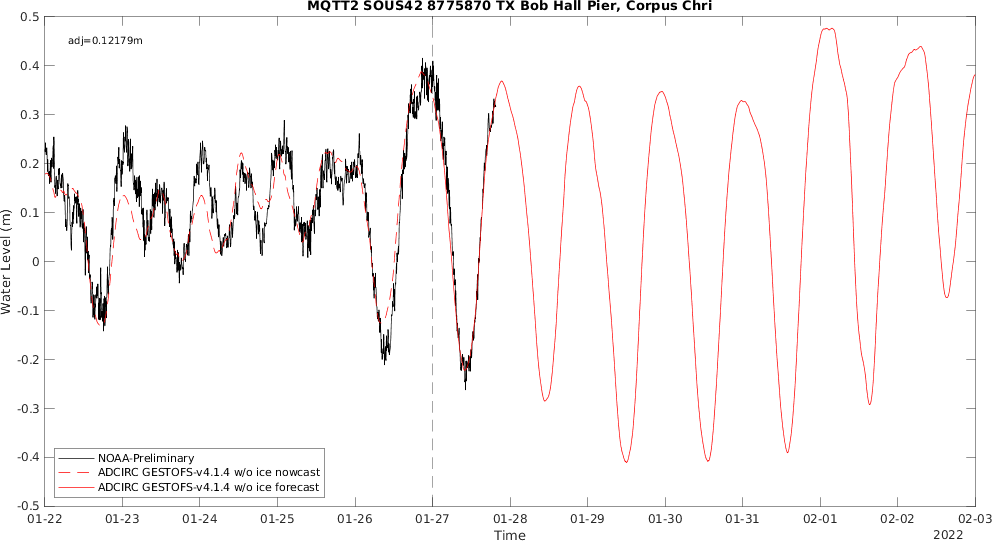 MQTT2 SOUS42 8775870 TX Bob Hall Pier, Corpus Chri
adj=0.12179m
0.5
0.4
0.3
0.2
0.1
0
-0.1
-0.2
-0.3
-0.4
-0.5
Water Level (m)
NOAA-Preliminary
ADCIRC GESTOFS-v4.1.4 w/o ice nowcast
ADCIRC GESTOFS-v4.1.4 w/o ice forecast
01-22 01-23 01-24 01-25 01-26 01-27 01-28 01-29 01-30 01-31 02-01 02-02 02-03
Time
2022